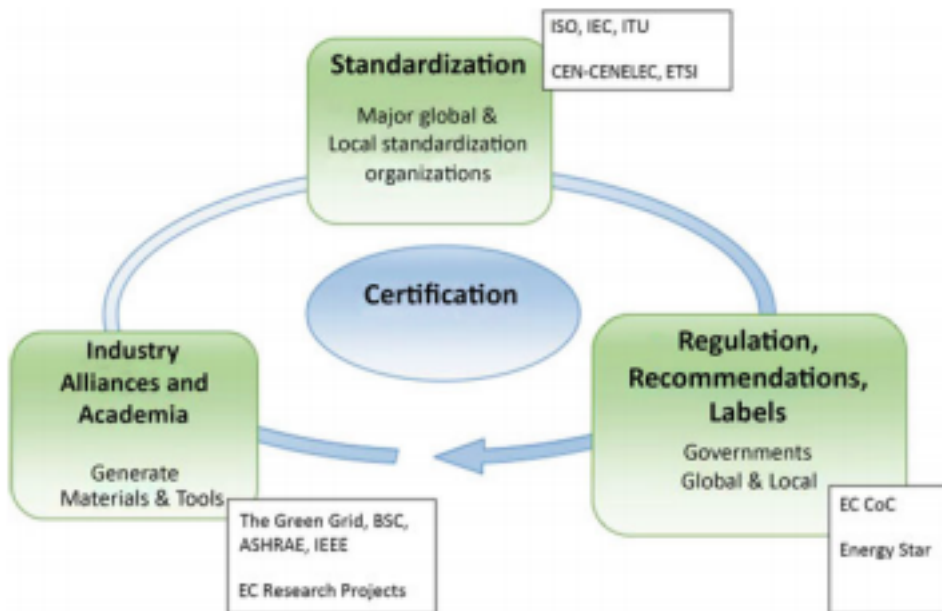 ISO, IEC, ITU
CEN-CENELEC, ETSI
Standardization
Major global &
Local standardization
organizations
Certification
Industry
Alliances and
Academia
Generate
Materials & Tools
The Green Grid, BSC,
ASHRAE, IEEE
EC Research Projects
Regulation,
Recommendations,
Labels
Governments
Global & Local
EC CoC
Energy Star